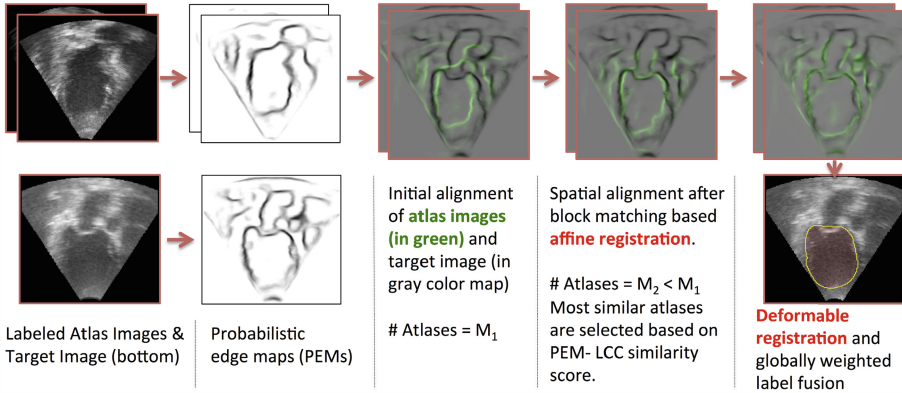 Labeled Atlas Images &
Target Image (bottom)
Probabilistic
edge maps (PEMs)
Initial alignment
of atlas images
(in green) and
target image (in
gray color map)
# Atlases = M₁
Spatial alignment after
block matching based
affine registration.
# Atlases = M₂ < M₁
Most similar atlases
are selected based on
PEM- LCC similarity
score.
Deformable
registration and
globally weighted
label fusion